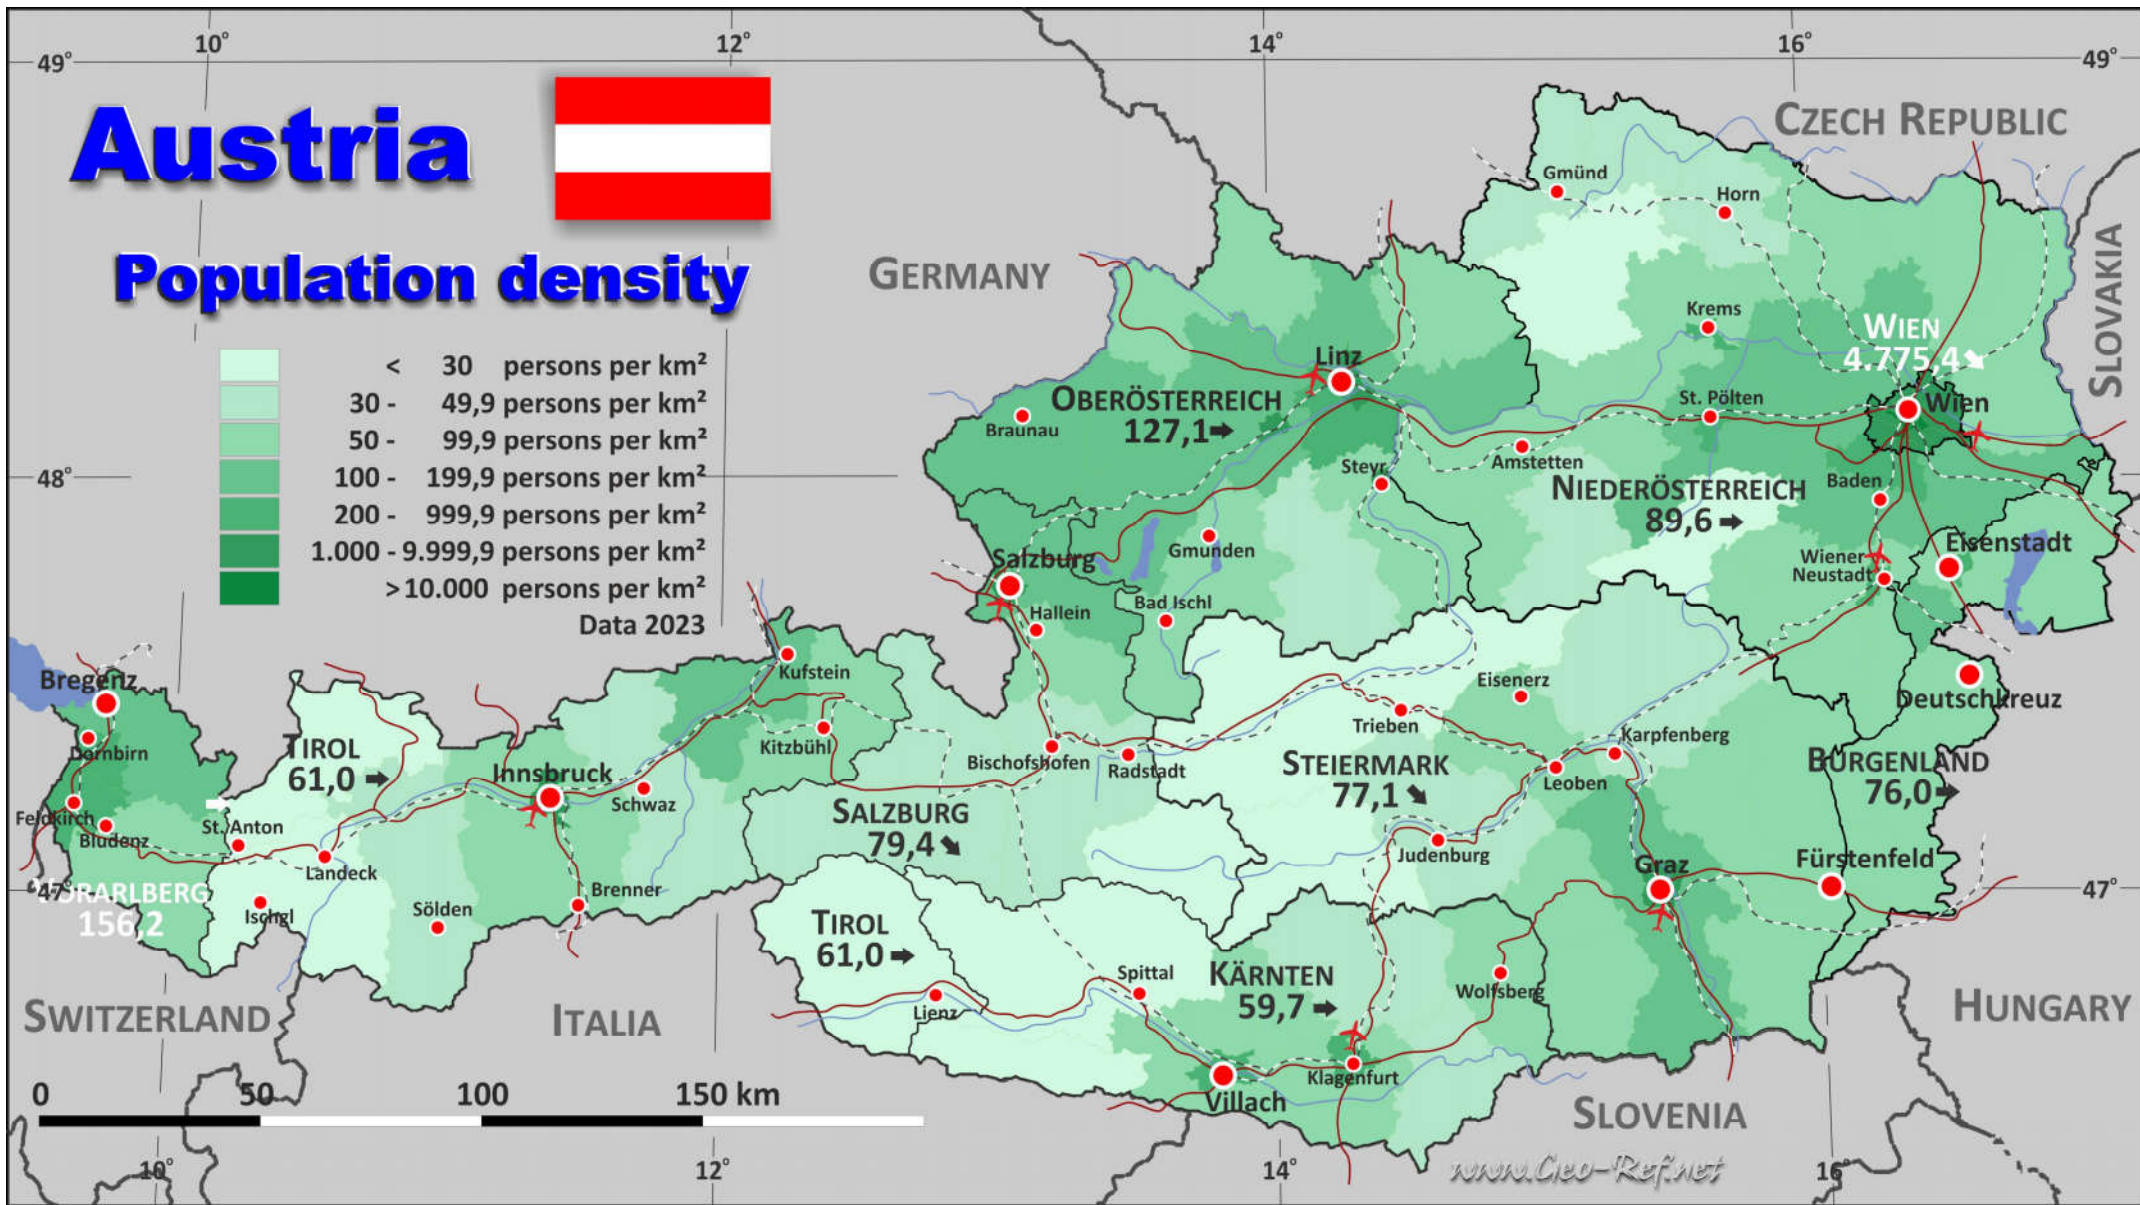 10°
12°
14°
16°
49°
49°
Austria
CZECH REPUBLIC
Gmünd
Horn
SLOVAKIA
Population density
GERMANY
Krems
WIEN
4.775,4
< 30 persons per km²
30 - 49,9 persons per km²
50 - 99,9 persons per km²
100 - 199,9 persons per km²
200 - 999,9 persons per km²
1.000 - 9.999,9 persons per km²
>10.000 persons per km²
Data 2023
Linz
OBERÖSTERREICH
127,1
Braunau
St. Pölten
Wien
48°
Steyr
Amstetten
NIEDERÖSTERREICH
89,6
Baden
Gmunden
Wiener
Neustadt
Eisenstadt
Salzburg
Hallein
Bad Ischl
Kufstein
Bregenz
Dornbirn
TIROL
61,0
Kitzbühl
Bischofshofen
Radstadt
Trieben
Eisenerz
Karpfenberg
Deutschkreuz
Innsbruck
Schwaz
STEIERMARK
77,1
Leoben
BURGENLAND
76,0
Feldkirch
Bludenz
St. Anton
Landeck
SALZBURG
79,4
Judenburg
Graz
Fürstenfeld
47°
VORARLBERG
156,2
Ischgl
Sölden
Brenner
47°
TIROL
61,0
Spittal
KÄRNTEN
59,7
Wolfsberg
Lienz
SWITZERLAND
ITALIA
HUNGARY
Klagenfurt
Villach
SLOVENIA
0 50 100 150 km
10°
12°
14°
16°
www.Geo-Ref.net